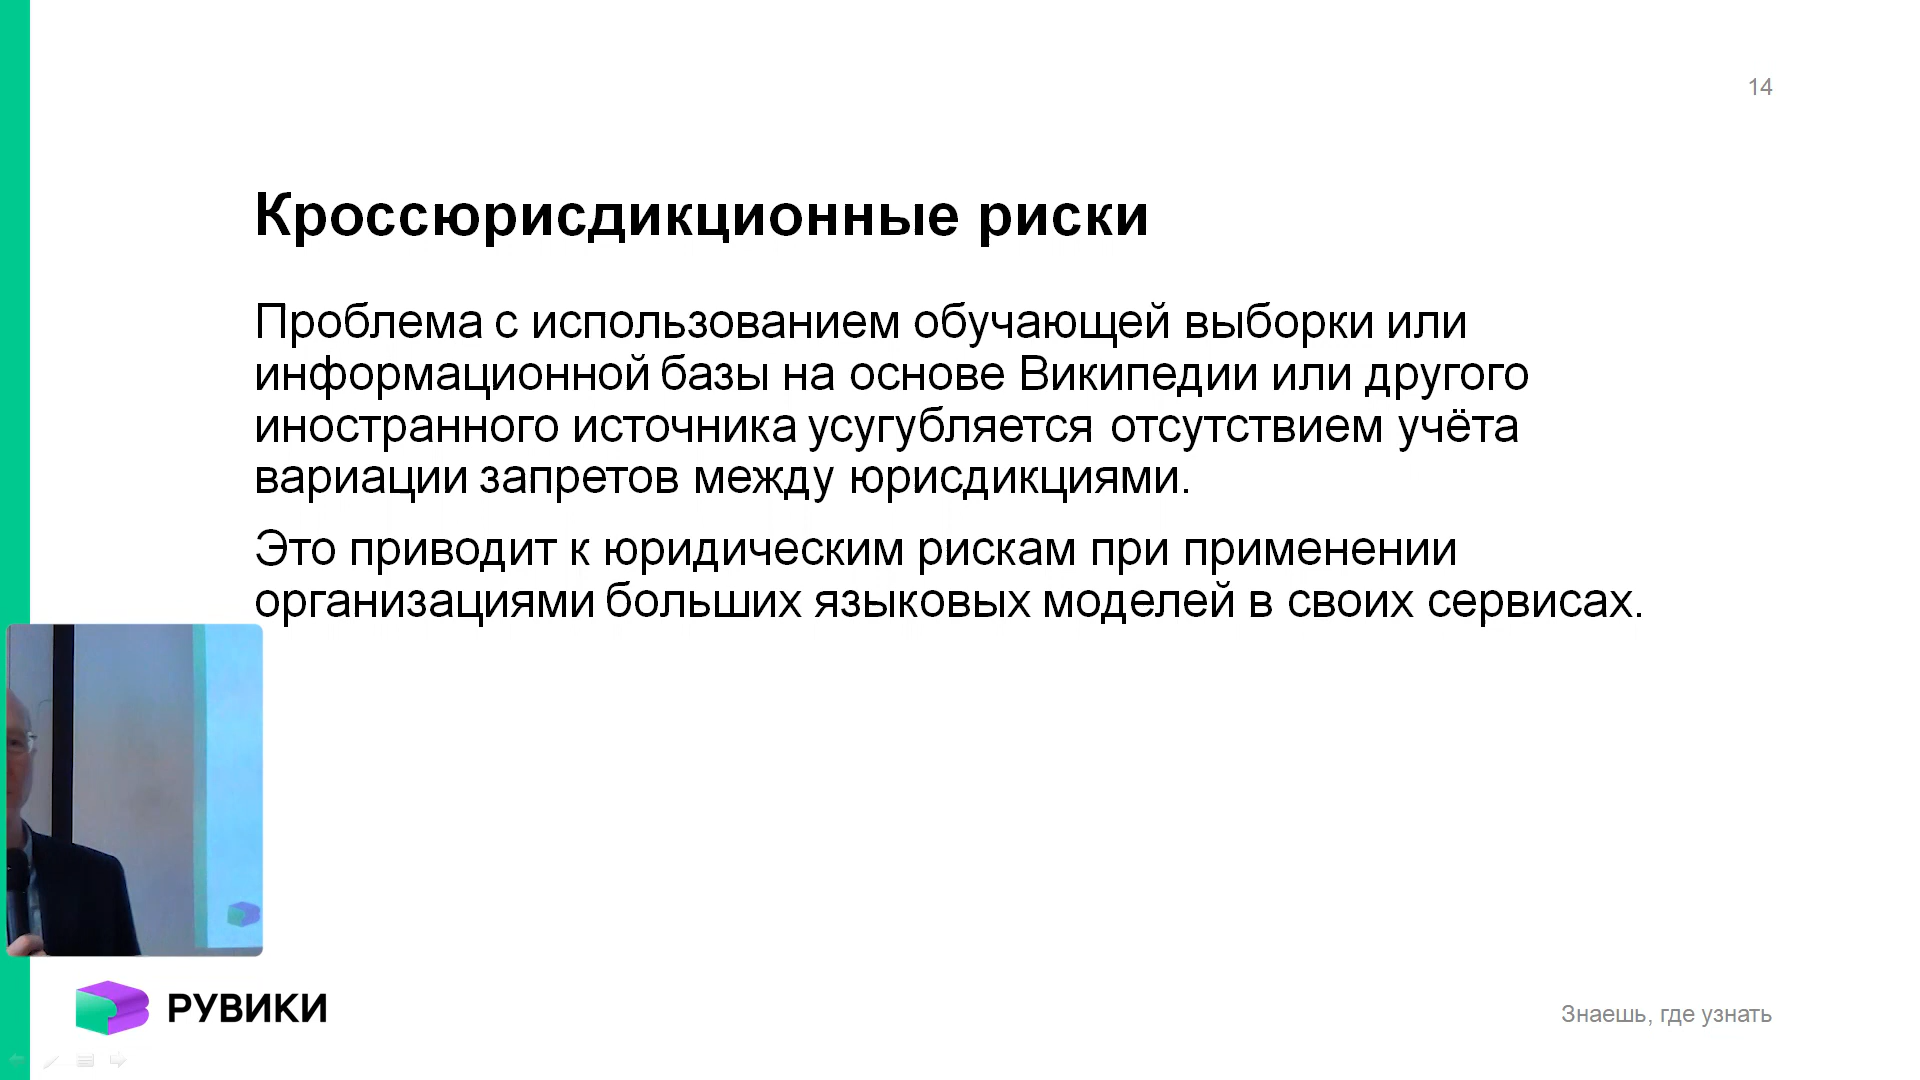 14
Кроссюрисдикционные риски
Проблема с использованием обучающей выборки или
информационной базы на основе Википедии или другого
иностранного источника усугубляется отсутствием учёта
вариации запретов между юрисдикциями.
Это приводит к юридическим рискам при применении
организациями больших языковых моделей в своих сервисах.
РУВИКИ
Знаешь, где узнать